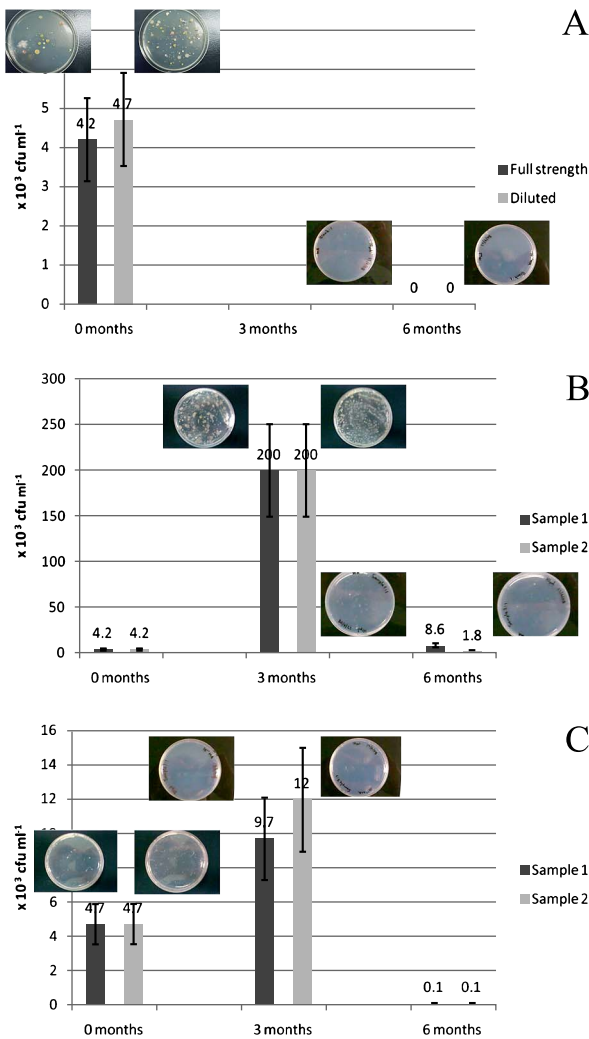 A
5
4
3
2
1
0
x 10³ cfu ml⁻¹
4.2
4.7
0
0
0 months
3 months
6 months
Full strength
Diluted
B
300
250
200
150
100
50
0
x 10³ cfu ml⁻¹
4.2
4.2
200
200
8.6
1.8
0 months
3 months
6 months
Sample 1
Sample 2
C
16
14
12
6
4
2
0
x 10³ cfu ml⁻¹
4.7
4.7
9.7
12
0.1
0.1
0 months
3 months
6 months
Sample 1
Sample 2